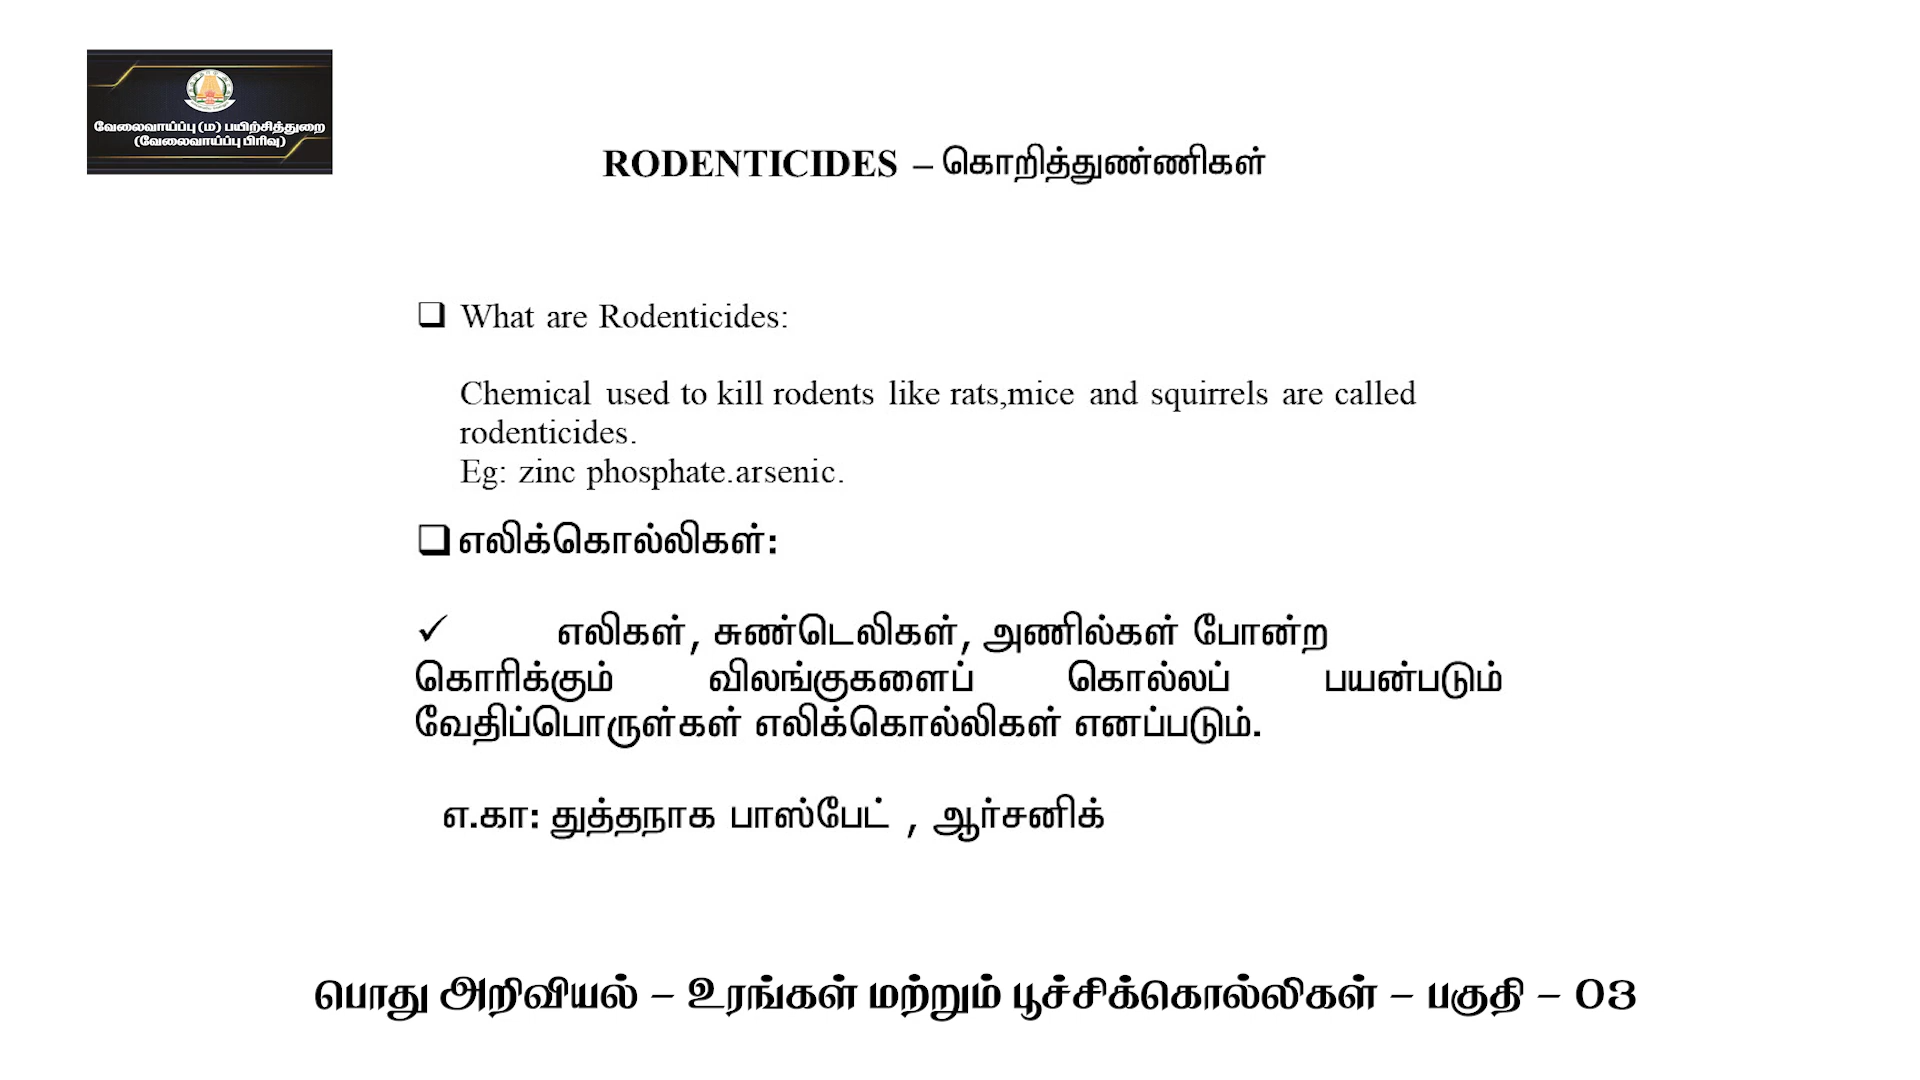 வேலைவாய்ப்பு (ம) பயிற்சித்துறை
(வேலைவாய்ப்பு பிரிவு)
RODENTICIDES – கொறித்துண்ணிகள்
❑ What are Rodenticides:
Chemical used to kill rodents like rats,mice and squirrels are called
rodenticides.
Eg: zinc phosphate.arsenic.
❑ எலிக்கொல்லிகள்:
✓ எலிகள், சுண்டெலிகள், அணில்கள் போன்ற
கொரிக்கும் விலங்குகளைப் கொல்லப் பயன்படும்
வேதிப்பொருள்கள் எலிக்கொல்லிகள் எனப்படும்.
எ.கா: துத்தநாக பாஸ்பேட் , ஆர்சனிக்
பொது அறிவியல் – உரங்கள் மற்றும் பூச்சிக்கொல்லிகள் – பகுதி – 03